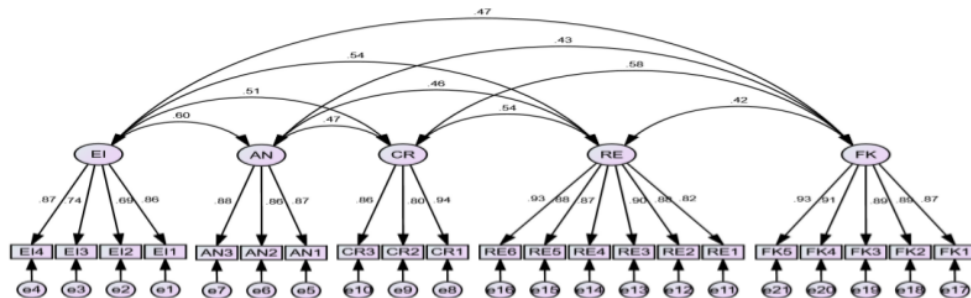 .47
.43
.54
.58
.51
.46
.60
.47
.54
.42
EI AN CR RE FK
.87 .74 .69 .86 .88 .86 .87 .86 .80 .94 .93 .88 .87 .90 .88 .82 .93 .91 .89 .89 .87
EI4 EI3 EI2 EI1 AN3 AN2 AN1 CR3 CR2 CR1 RE6 RE5 RE4 RE3 RE2 RE1 FK5 FK4 FK3 FK2 FK1
e4 e3 e2 e1 e7 e6 e5 e10 e9 e8 e16 e15 e14 e13 e12 e11 e21 e20 e19 e18 e17